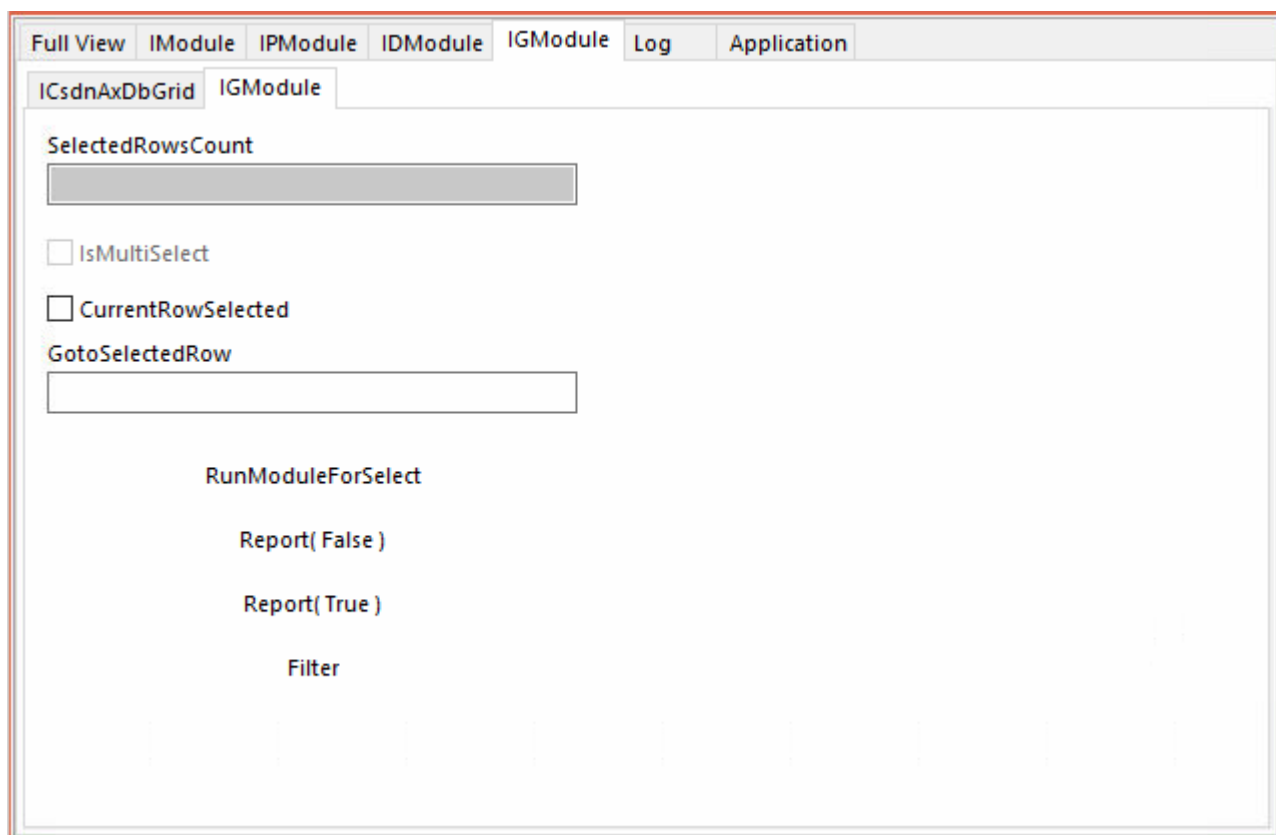 Full View IModule IPModule IDModule IGModule Log Application
ICsdnAxDbGrid IGModule
SelectedRowsCount
IsMultiSelect
CurrentRowSelected
GotoSelectedRow
RunModuleForSelect
Report( False )
Report( True )
Filter